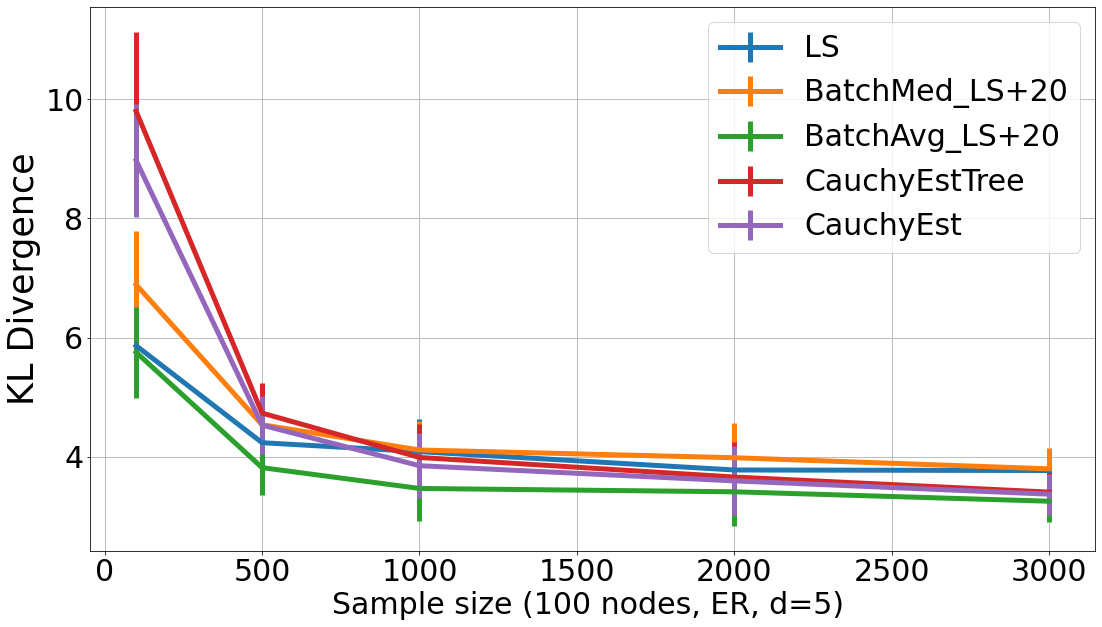 KL Divergence
10
8
6
4
LS
BatchMed_LS+20
BatchAvg_LS+20
CauchyEstTree
CauchyEst
0 500 1000 1500 2000 2500 3000
Sample size (100 nodes, ER, d=5)